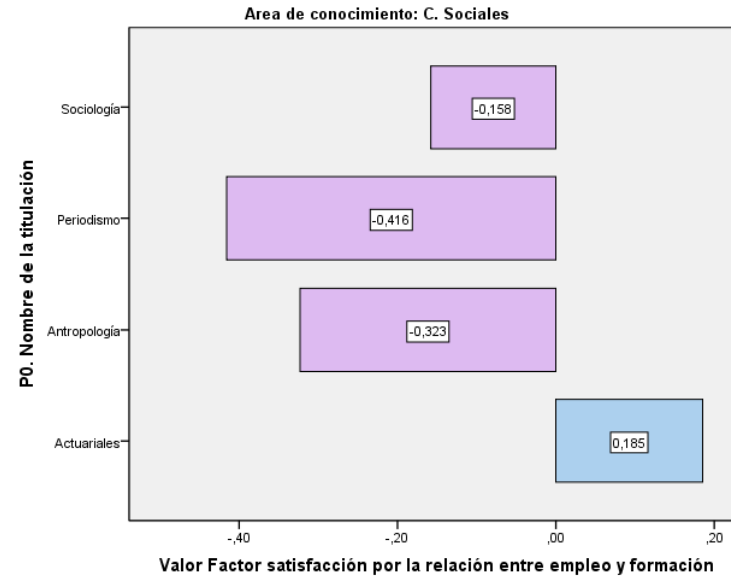 Area de conocimiento: C. Sociales
P0. Nombre de la titulación
Sociología
-0,158
Periodismo
-0,416
Antropología
-0,323
Actuariales
0,185
-,40
-,20
,00
,20
Valor Factor satisfacción por la relación entre empleo y formación